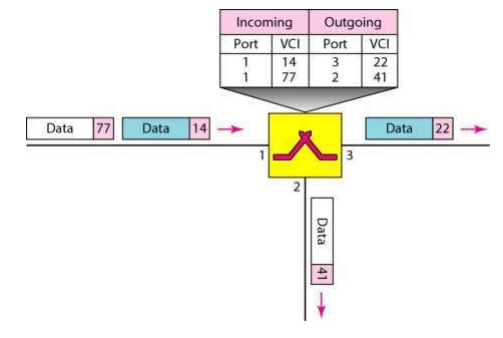 Incoming Outgoing
Port VCI Port VCI
1 14 3 22
1 77 2 41
Data 77 Data 14 Data 22
1 3
2
Data 41